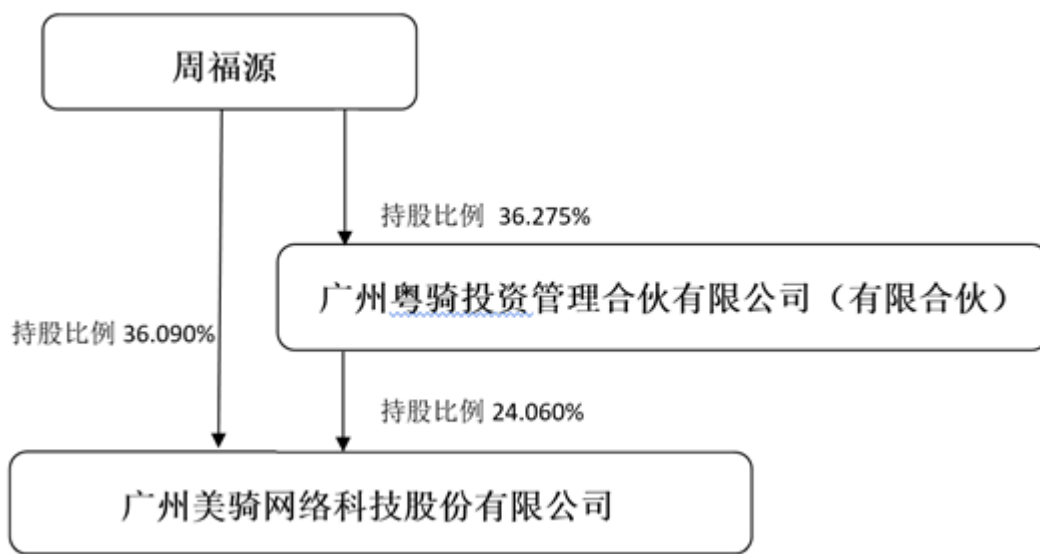 周福源
持股比例 36.275%
广州粤骑投资管理合伙有限公司（有限合伙）
持股比例 36.090%
持股比例 24.060%
广州美骑网络科技股份有限公司